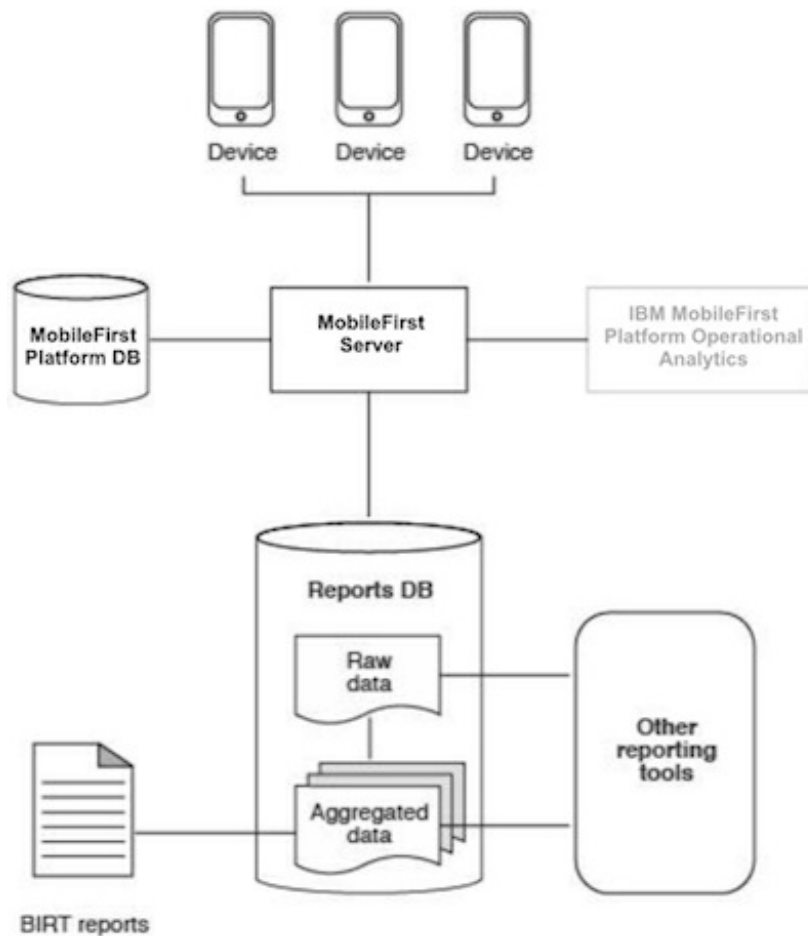 Device Device Device
MobileFirst
Platform DB
MobileFirst
Server
IBM MobileFirst
Platform Operational
Analytics
Reports DB
Raw
data
Other
reporting
tools
Aggregated
data
BIRT reports